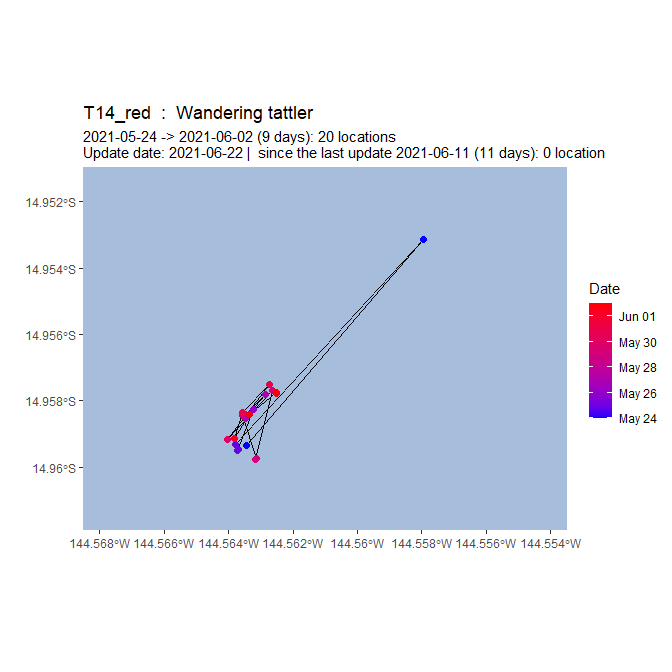 T14_red  :  Wandering tattler
2021-05-24 -> 2021-06-02 (9 days): 20 locations
Update date: 2021-06-22 |  since the last update 2021-06-11 (11 days): 0 location
14.952°S
14.954°S
14.956°S
14.958°S
14.96°S
144.568°W 144.566°W 144.564°W 144.562°W 144.56°W 144.558°W 144.556°W 144.554°W
Date
Jun 01
May 30
May 28
May 26
May 24